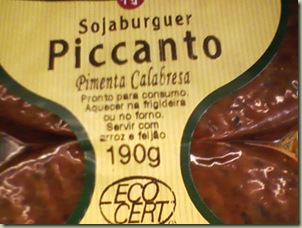 Sojaburguer
Piccanto
Pimenta Calabresa
Pronto para consumo.
Aquecer na frigideira
ou no forno.
Servir com
arroz e feijão
190g
ECO
CERT